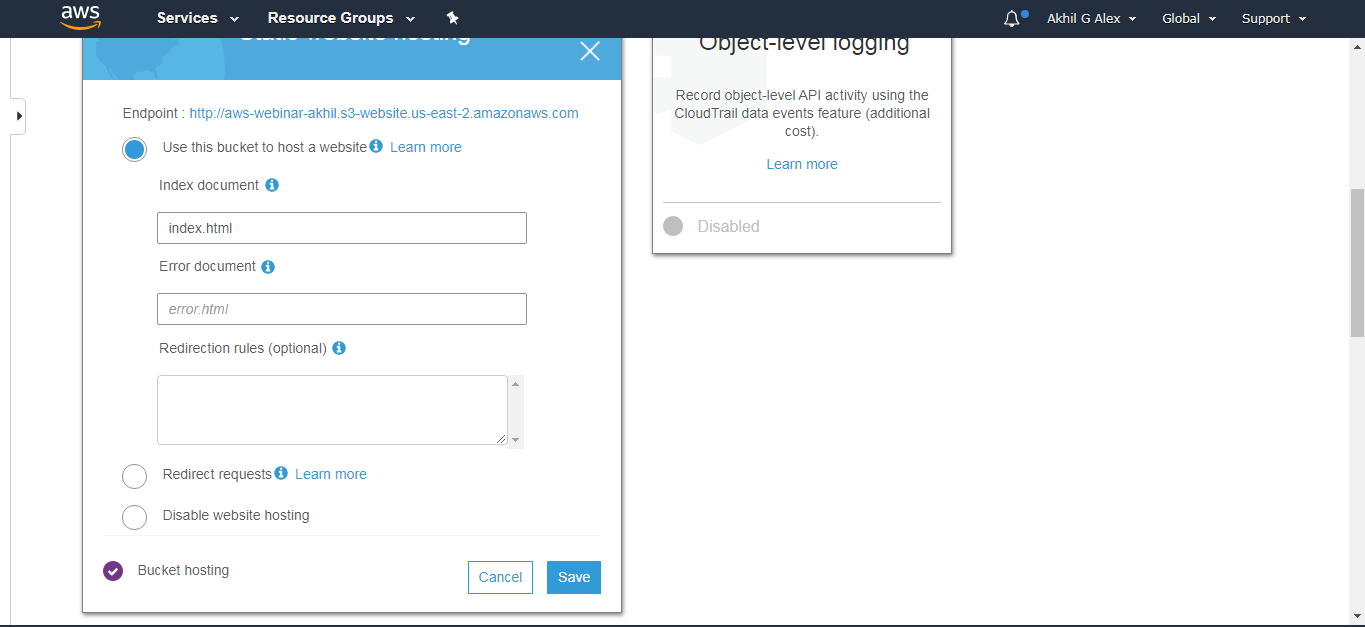 aws
Services
Resource Groups
Akhil G Alex
Global
Support
Static website hosting
Endpoint : http://aws-webinar-akhil.s3-website.us-east-2.amazonaws.com
Use this bucket to host a website Learn more
Index document
index.html
Error document
error.html
Redirection rules (optional)
Redirect requests Learn more
Disable website hosting
Bucket hosting
Cancel
Save
Object-level logging
Record object-level API activity using the
CloudTrail data events feature (additional
cost).
Learn more
Disabled